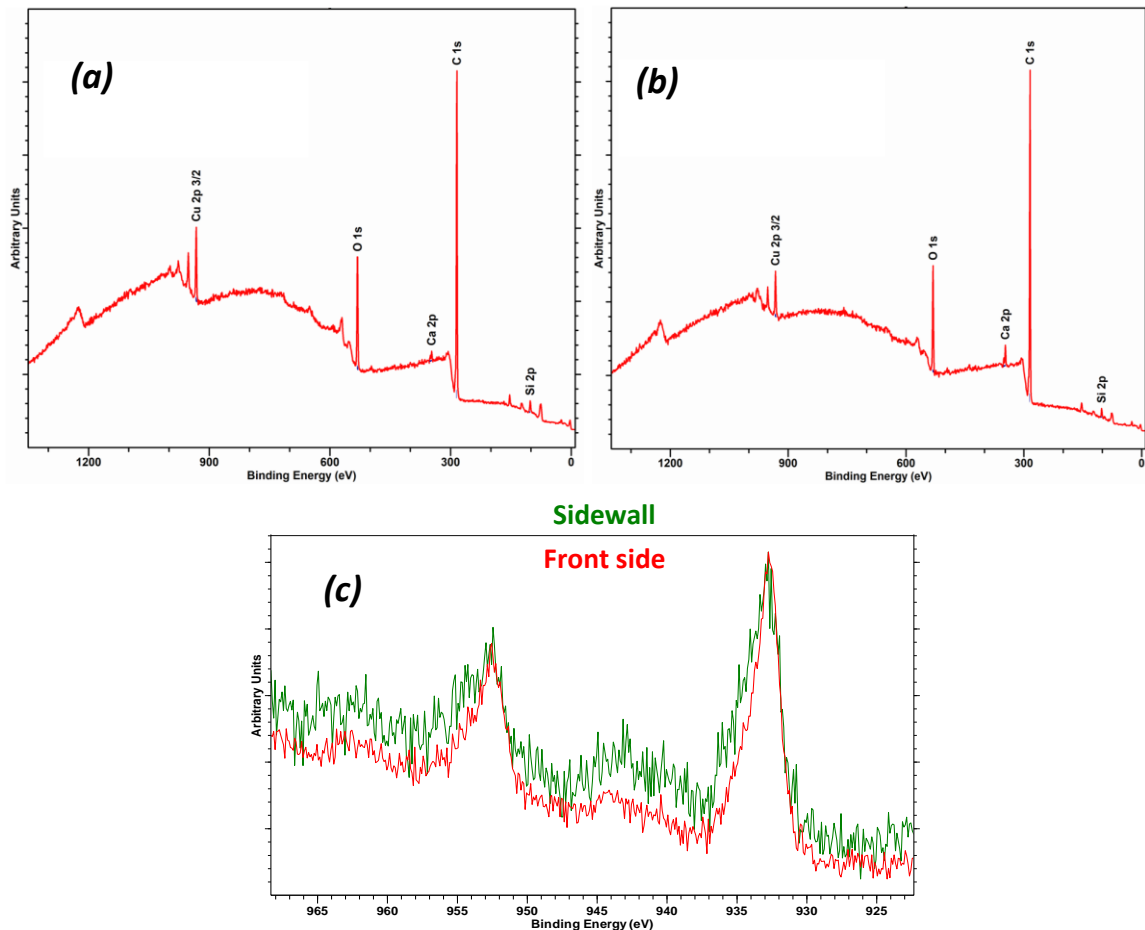 (a)
Arbitrary Units
Cu 2p 3/2
O 1s
Ca 2p
C 1s
Si 2p
1200 900 600 300 0
Binding Energy (eV)
(b)
Arbitrary Units
Cu 2p 3/2
O 1s
Ca 2p
C 1s
Si 2p
1200 900 600 300 0
Binding Energy (eV)
Sidewall
Front side
(c)
Arbitrary Units
965 960 955 950 945 940 935 930 925
Binding Energy (eV)